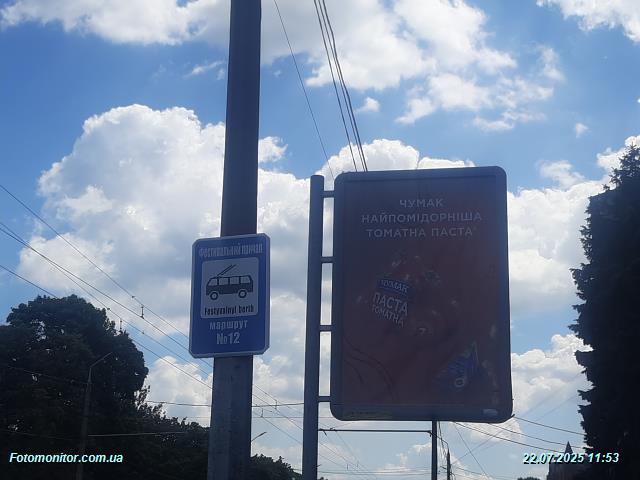 ЧУМАК
НАЙПОМІДОРНІША
ТОМАТНА ПАСТА*
ЧУМАК
ПАСТА
ТОМАТНА
Фестивальний причал
Festyvalnyi berth
маршрут
№12
Fotomonitor.com.ua
22.07.2025 11:53